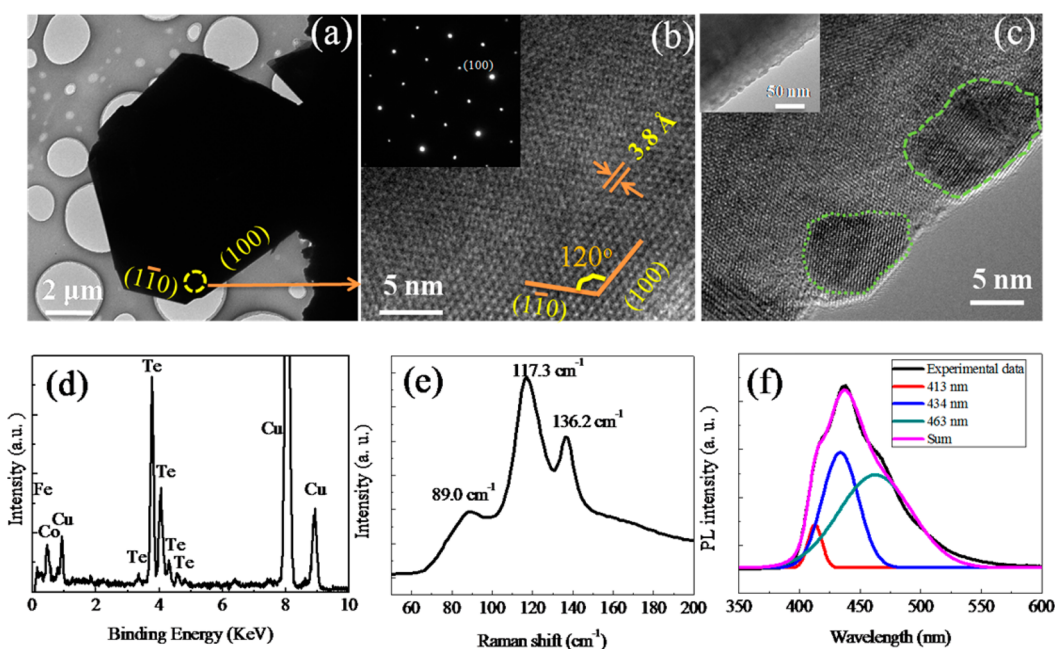 (a)
(100)
(1̄10)
2 µm
(b)
(100)
3.8 Å
120°
(1̄10)
(100)
5 nm
(c)
50 nm
5 nm
(d)
Te
Te
Te
Te
Te
Cu
Cu
Fe
Co
Cu
Intensity (a.u. )
0 2 4 6 8 10
Binding Energy (KeV)
(e)
117.3 cm⁻¹
136.2 cm⁻¹
89.0 cm⁻¹
Intensity (a. u.)
60 80 100 120 140 160 180 200
Raman shift (cm⁻¹)
(f)
Experimental data
413 nm
434 nm
463 nm
Sum
PL intensity (a. u.)
350 400 450 500 550 600
Wavelength (nm)